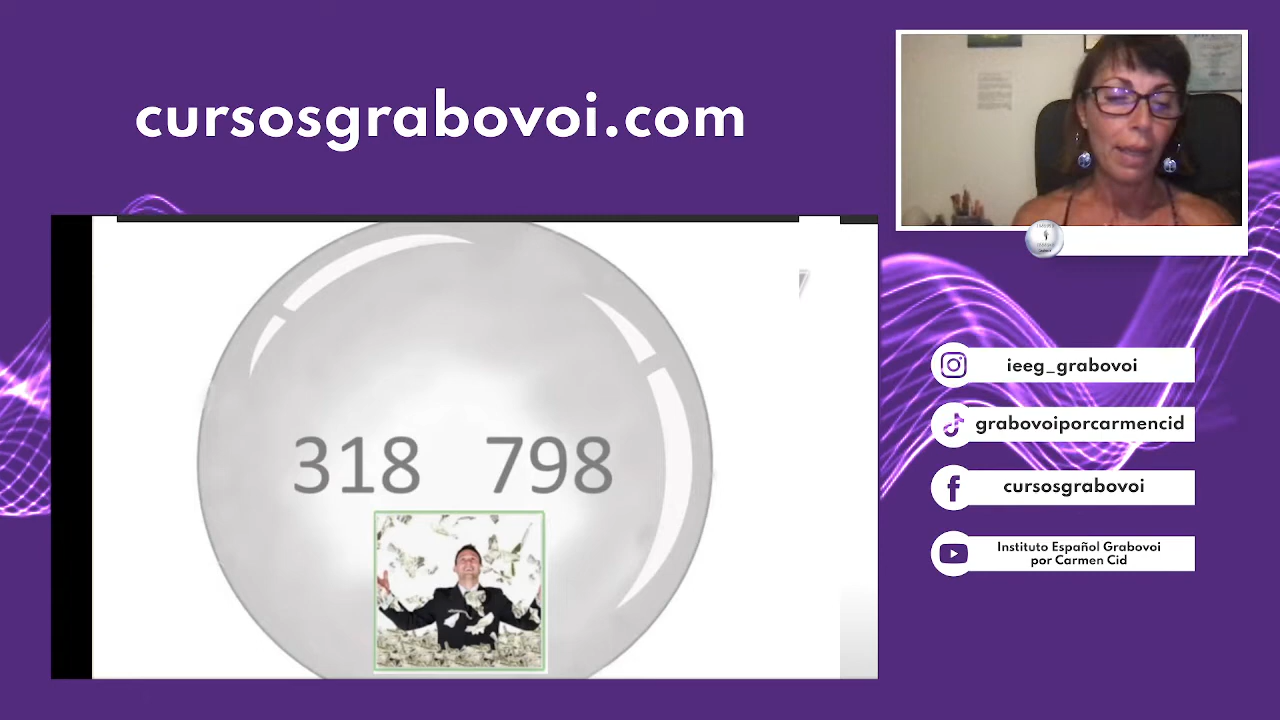 cursosgrabovoi.com
318 798
ieeg_grabovoi
grabovoiporcarmencid
cursosgrabovoi
Instituto Español Grabovoi
por Carmen Cid